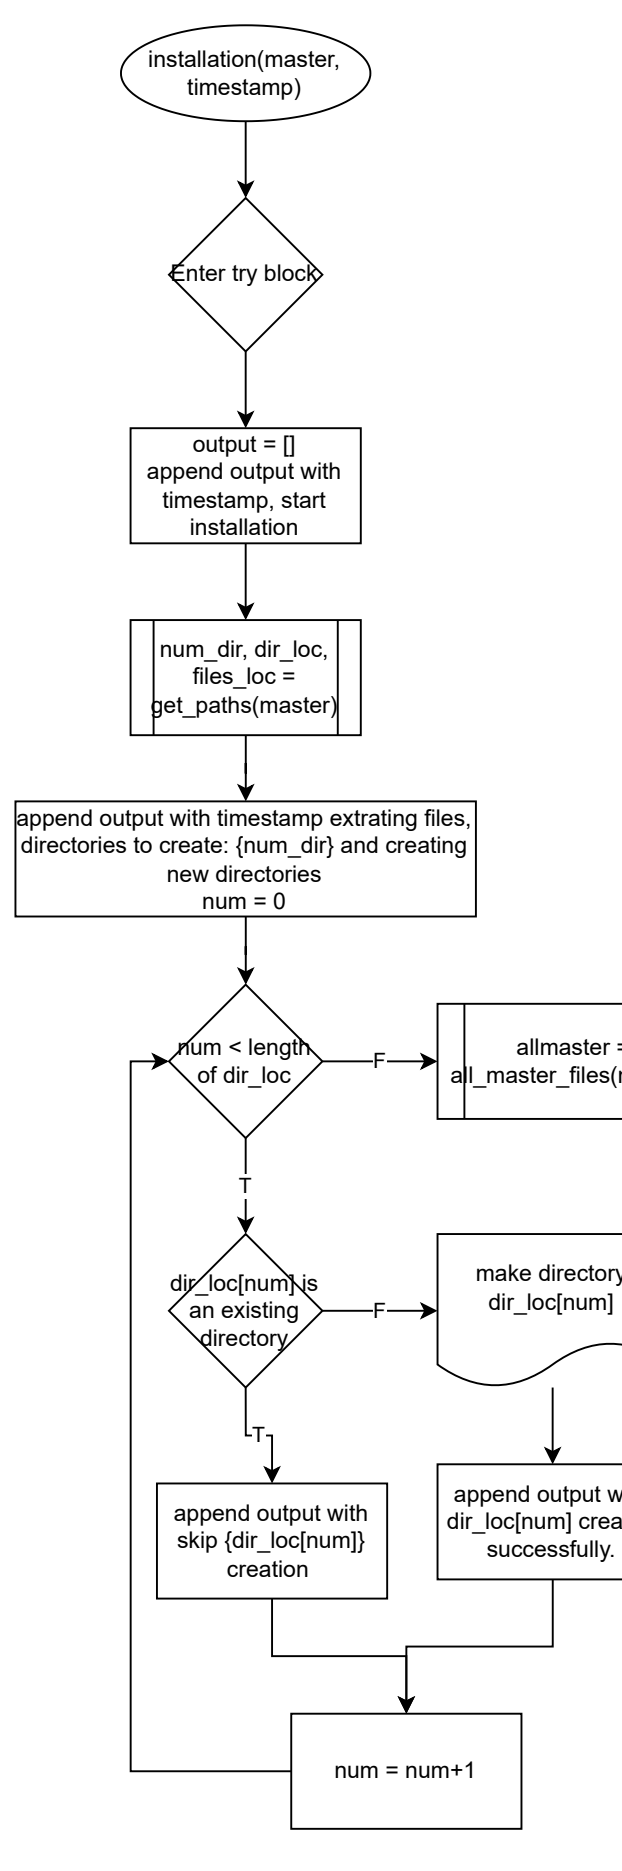 installation(master,
timestamp)
Enter try block
output = []
append output with
timestamp, start
installation
num_dir, dir_loc,
files_loc =
get_paths(master)
append output with timestamp extrating files,
directories to create: {num_dir} and creating
new directories
num = 0
num < length
of dir_loc
F
allmaster =
all_master_files(
T
dir_loc[num] is
an existing
directory
F
make directory
dir_loc[num]
T
append output with
skip {dir_loc[num]}
creation
append output
dir_loc[num]
successfully.
num = num+1